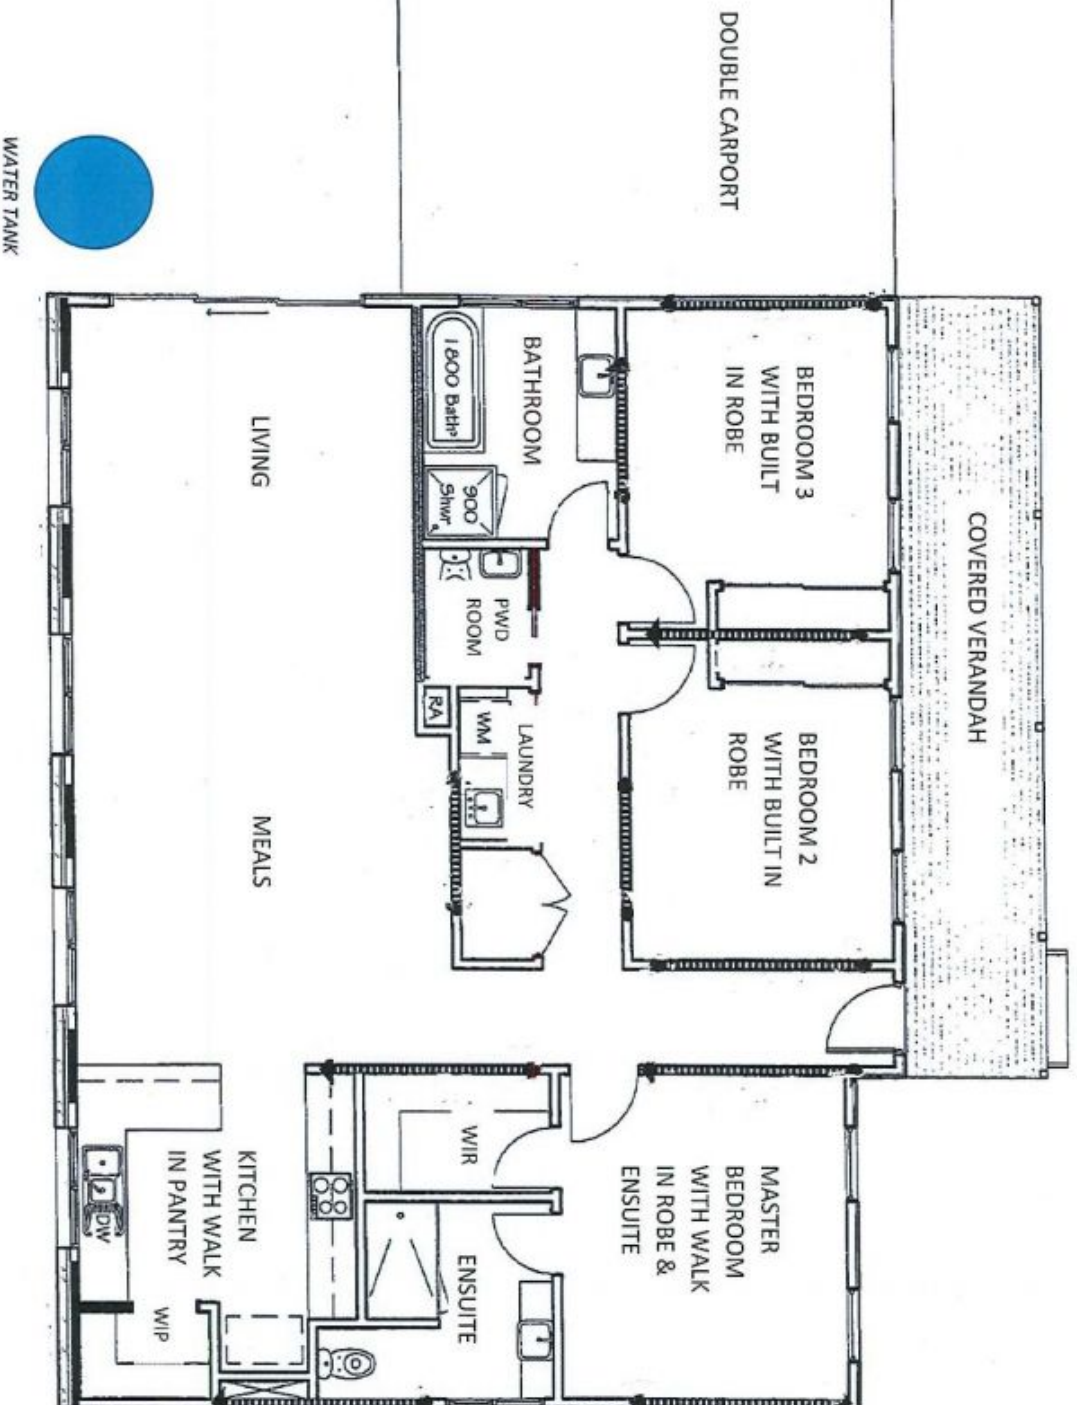 DOUBLE CARPORT
WATER TANK
COVERED VERANDAH
BEDROOM 3
WITH BUILT
IN ROBE
BEDROOM 2
WITH BUILT IN
ROBE
BATHROOM
1800 Bath?
900
Shwr
PWD
ROOM
RA
WM
LAUNDRY
LIVING
MEALS
MASTER
BEDROOM
WITH WALK
IN ROBE &
ENSUITE
WIR
ENSUITE
KITCHEN
WITH WALK
IN PANTRY
DW
WIP